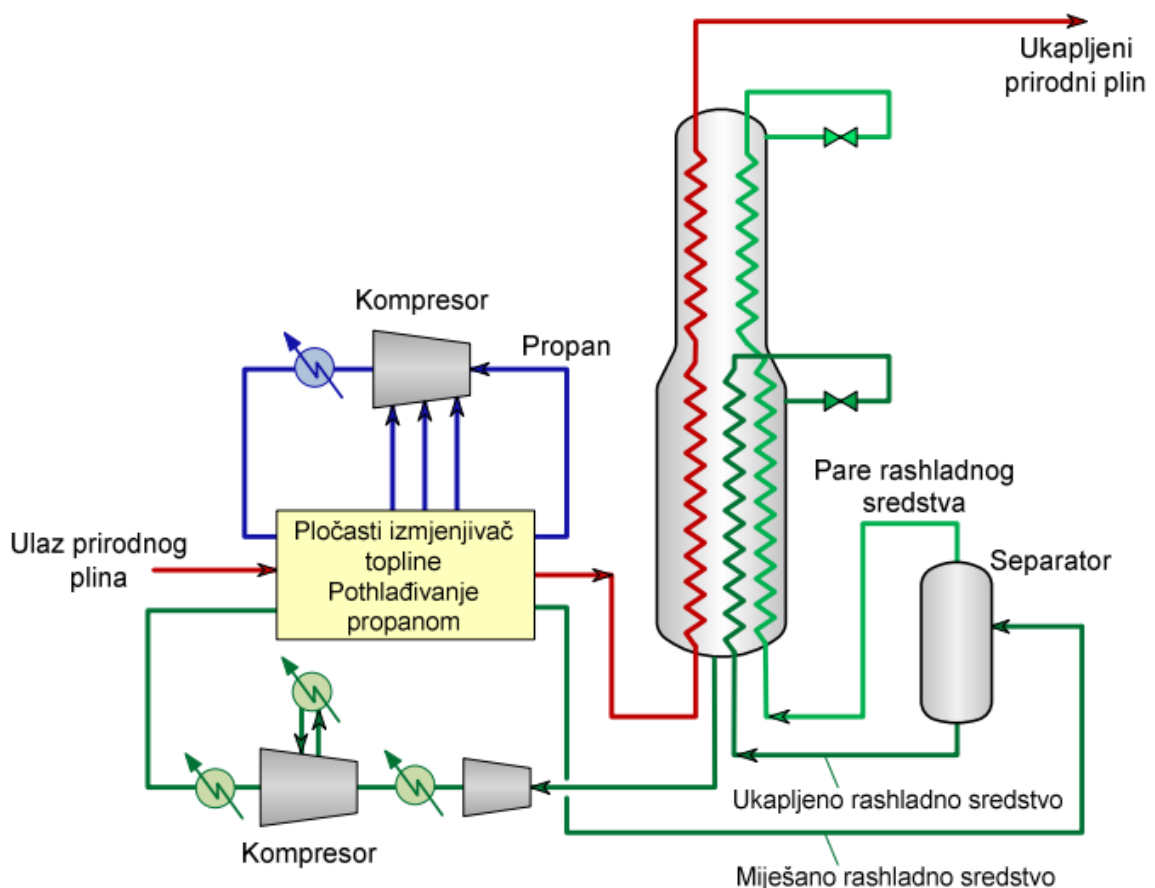 Ukapljeni
prirodni plin
Kompresor
Propan
Pare rashladnog
sredstva
Ulaz prirodnog
plina
Pločasti izmjenjivač
topline
Pothlađivanje
propanom
Separator
Ukapljeno rashladno sredstvo
Kompresor
Miješano rashladno sredstvo